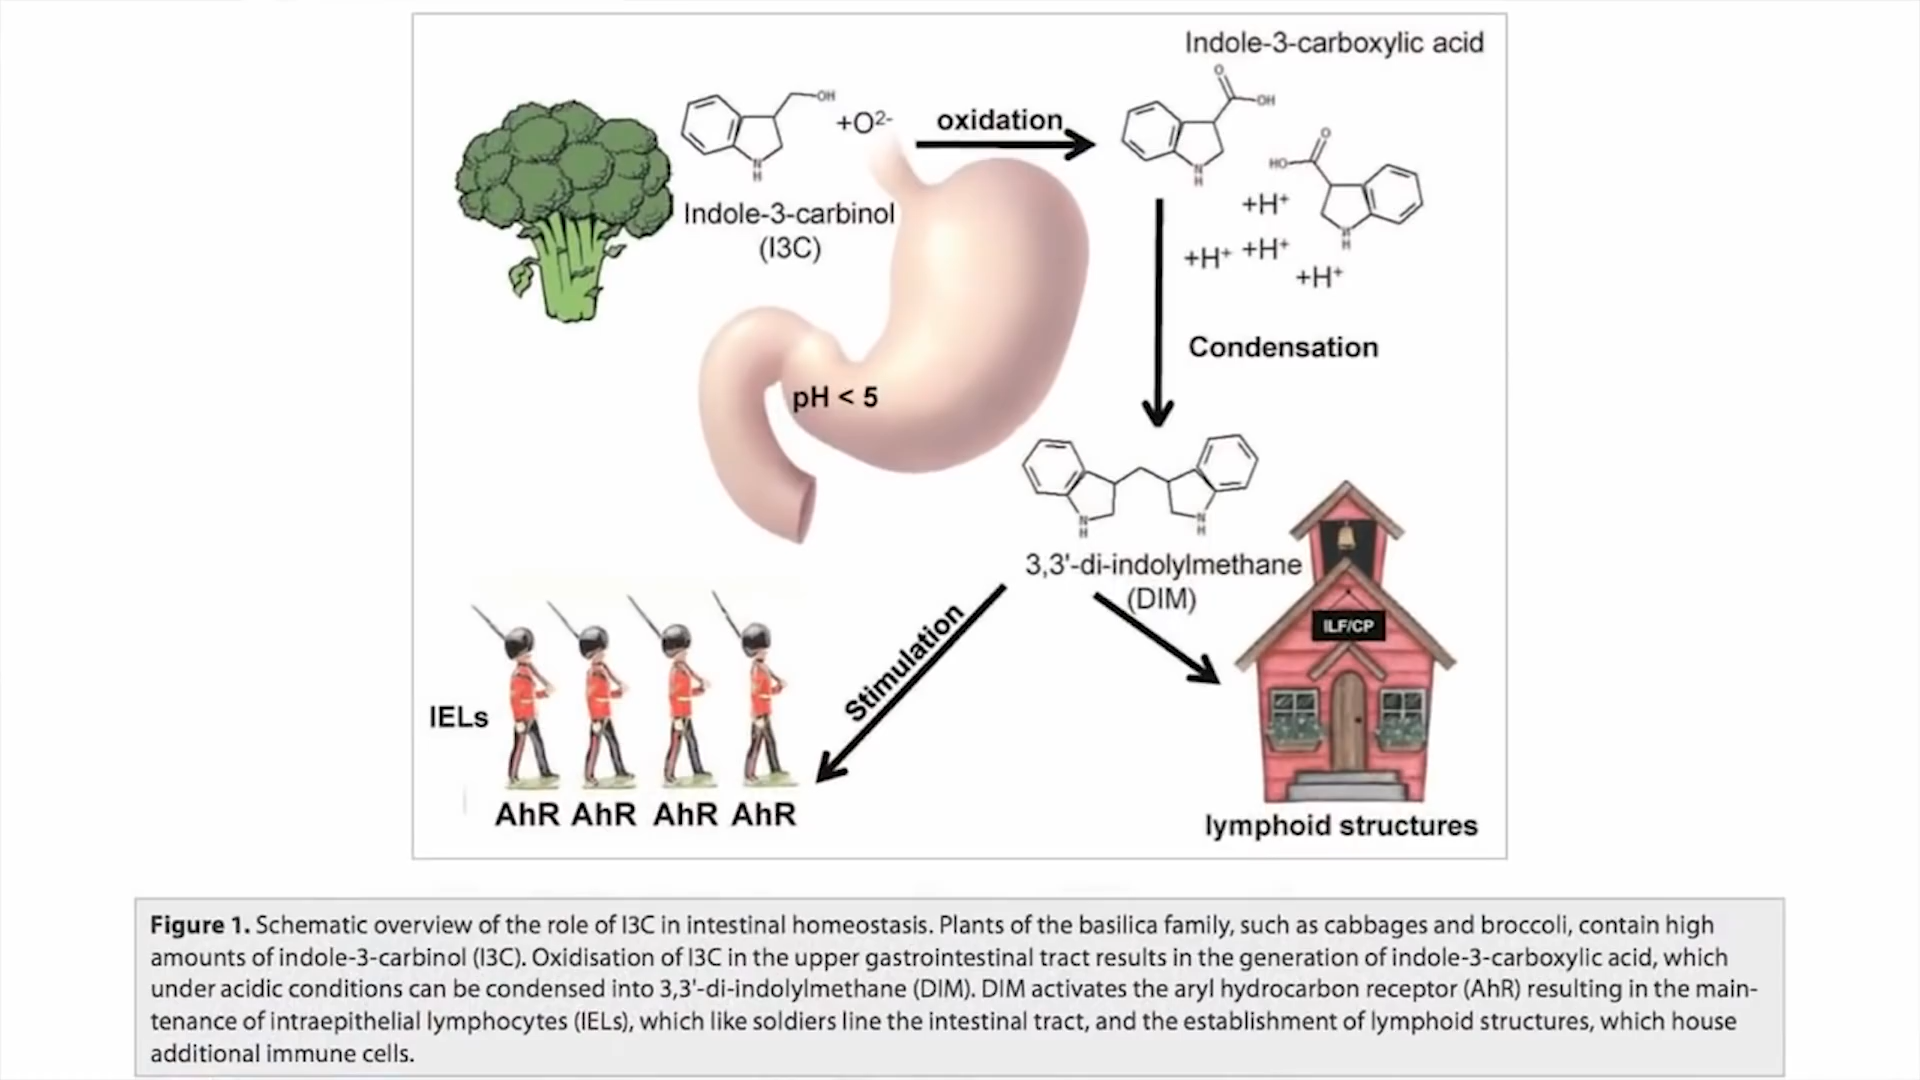 Indole-3-carboxylic acid
OH
+O²⁻
oxidation
N
H
Indole-3-carbinol
(I3C)
O
OH
N
H
O
HO
N
H
+H⁺
+H⁺ +H⁺
+H⁺
Condensation
pH < 5
N
H
N
H
3,3'-di-indolylmethane
(DIM)
Stimulation
ILF/CP
IELs
AhR AhR AhR AhR
lymphoid structures
Figure 1. Schematic overview of the role of I3C in intestinal homeostasis. Plants of the basilica family, such as cabbages and broccoli, contain high
amounts of indole-3-carbinol (I3C). Oxidisation of I3C in the upper gastrointestinal tract results in the generation of indole-3-carboxylic acid, which
under acidic conditions can be condensed into 3,3'-di-indolylmethane (DIM). DIM activates the aryl hydrocarbon receptor (AhR) resulting in the main-
tenance of intraepithelial lymphocytes (IELs), which like soldiers line the intestinal tract, and the establishment of lymphoid structures, which house
additional immune cells.